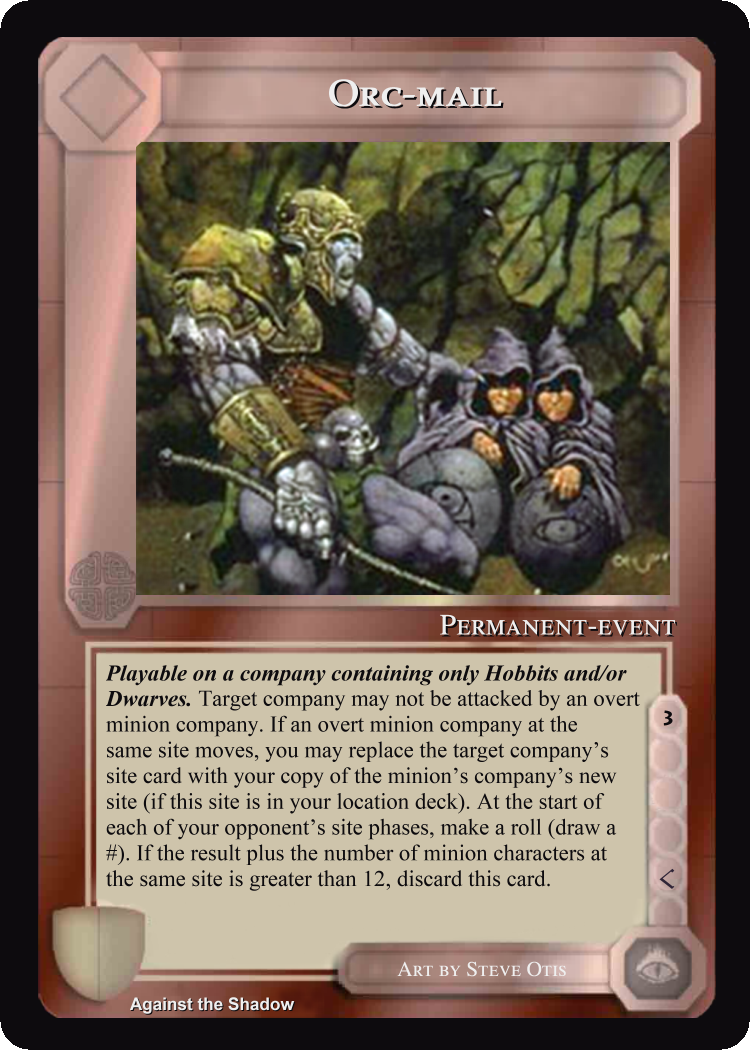 Orc-mail
Permanent-event
Playable on a company containing only Hobbits and/or
Dwarves. Target company may not be attacked by an overt
minion company. If an overt minion company at the
same site moves, you may replace the target company's
site card with your copy of the minion's company's new
site (if this site is in your location deck). At the start of
each of your opponent's site phases, make a roll (draw a
#). If the result plus the number of minion characters at
the same site is greater than 12, discard this card.
3
Art by Steve Otis
Against the Shadow